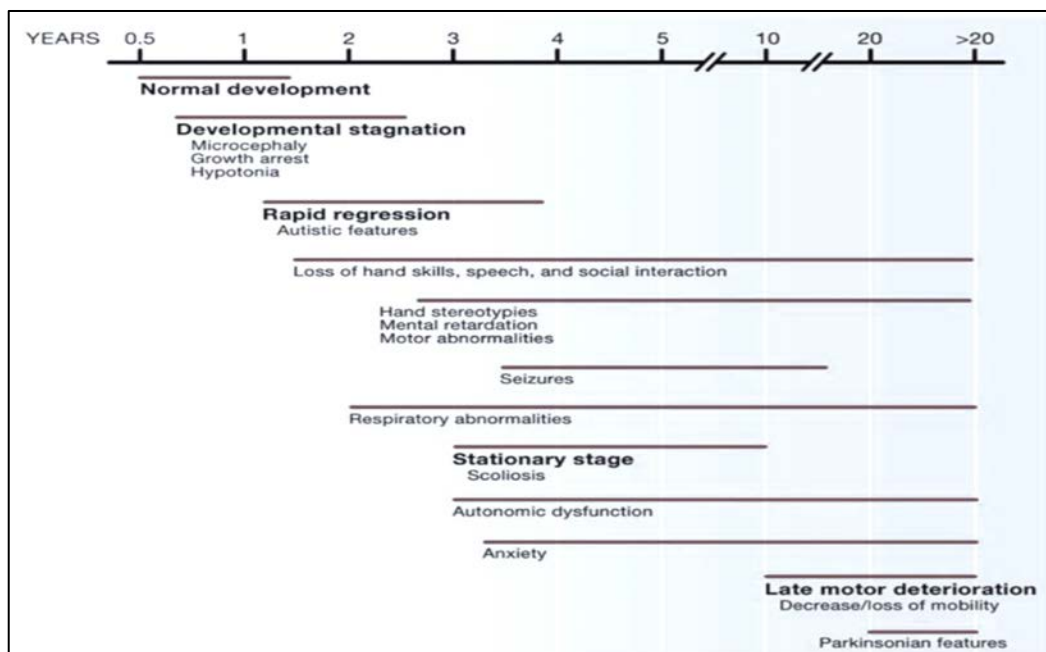 YEARS 0.5 1 2 3 4 5 10 20 >20
Normal development
Developmental stagnation
Microcephaly
Growth arrest
Hypotonia
Rapid regression
Autistic features
Loss of hand skills, speech, and social interaction
Hand stereotypies
Mental retardation
Motor abnormalities
Seizures
Respiratory abnormalities
Stationary stage
Scoliosis
Autonomic dysfunction
Anxiety
Late motor deterioration
Decrease/loss of mobility
Parkinsonian features